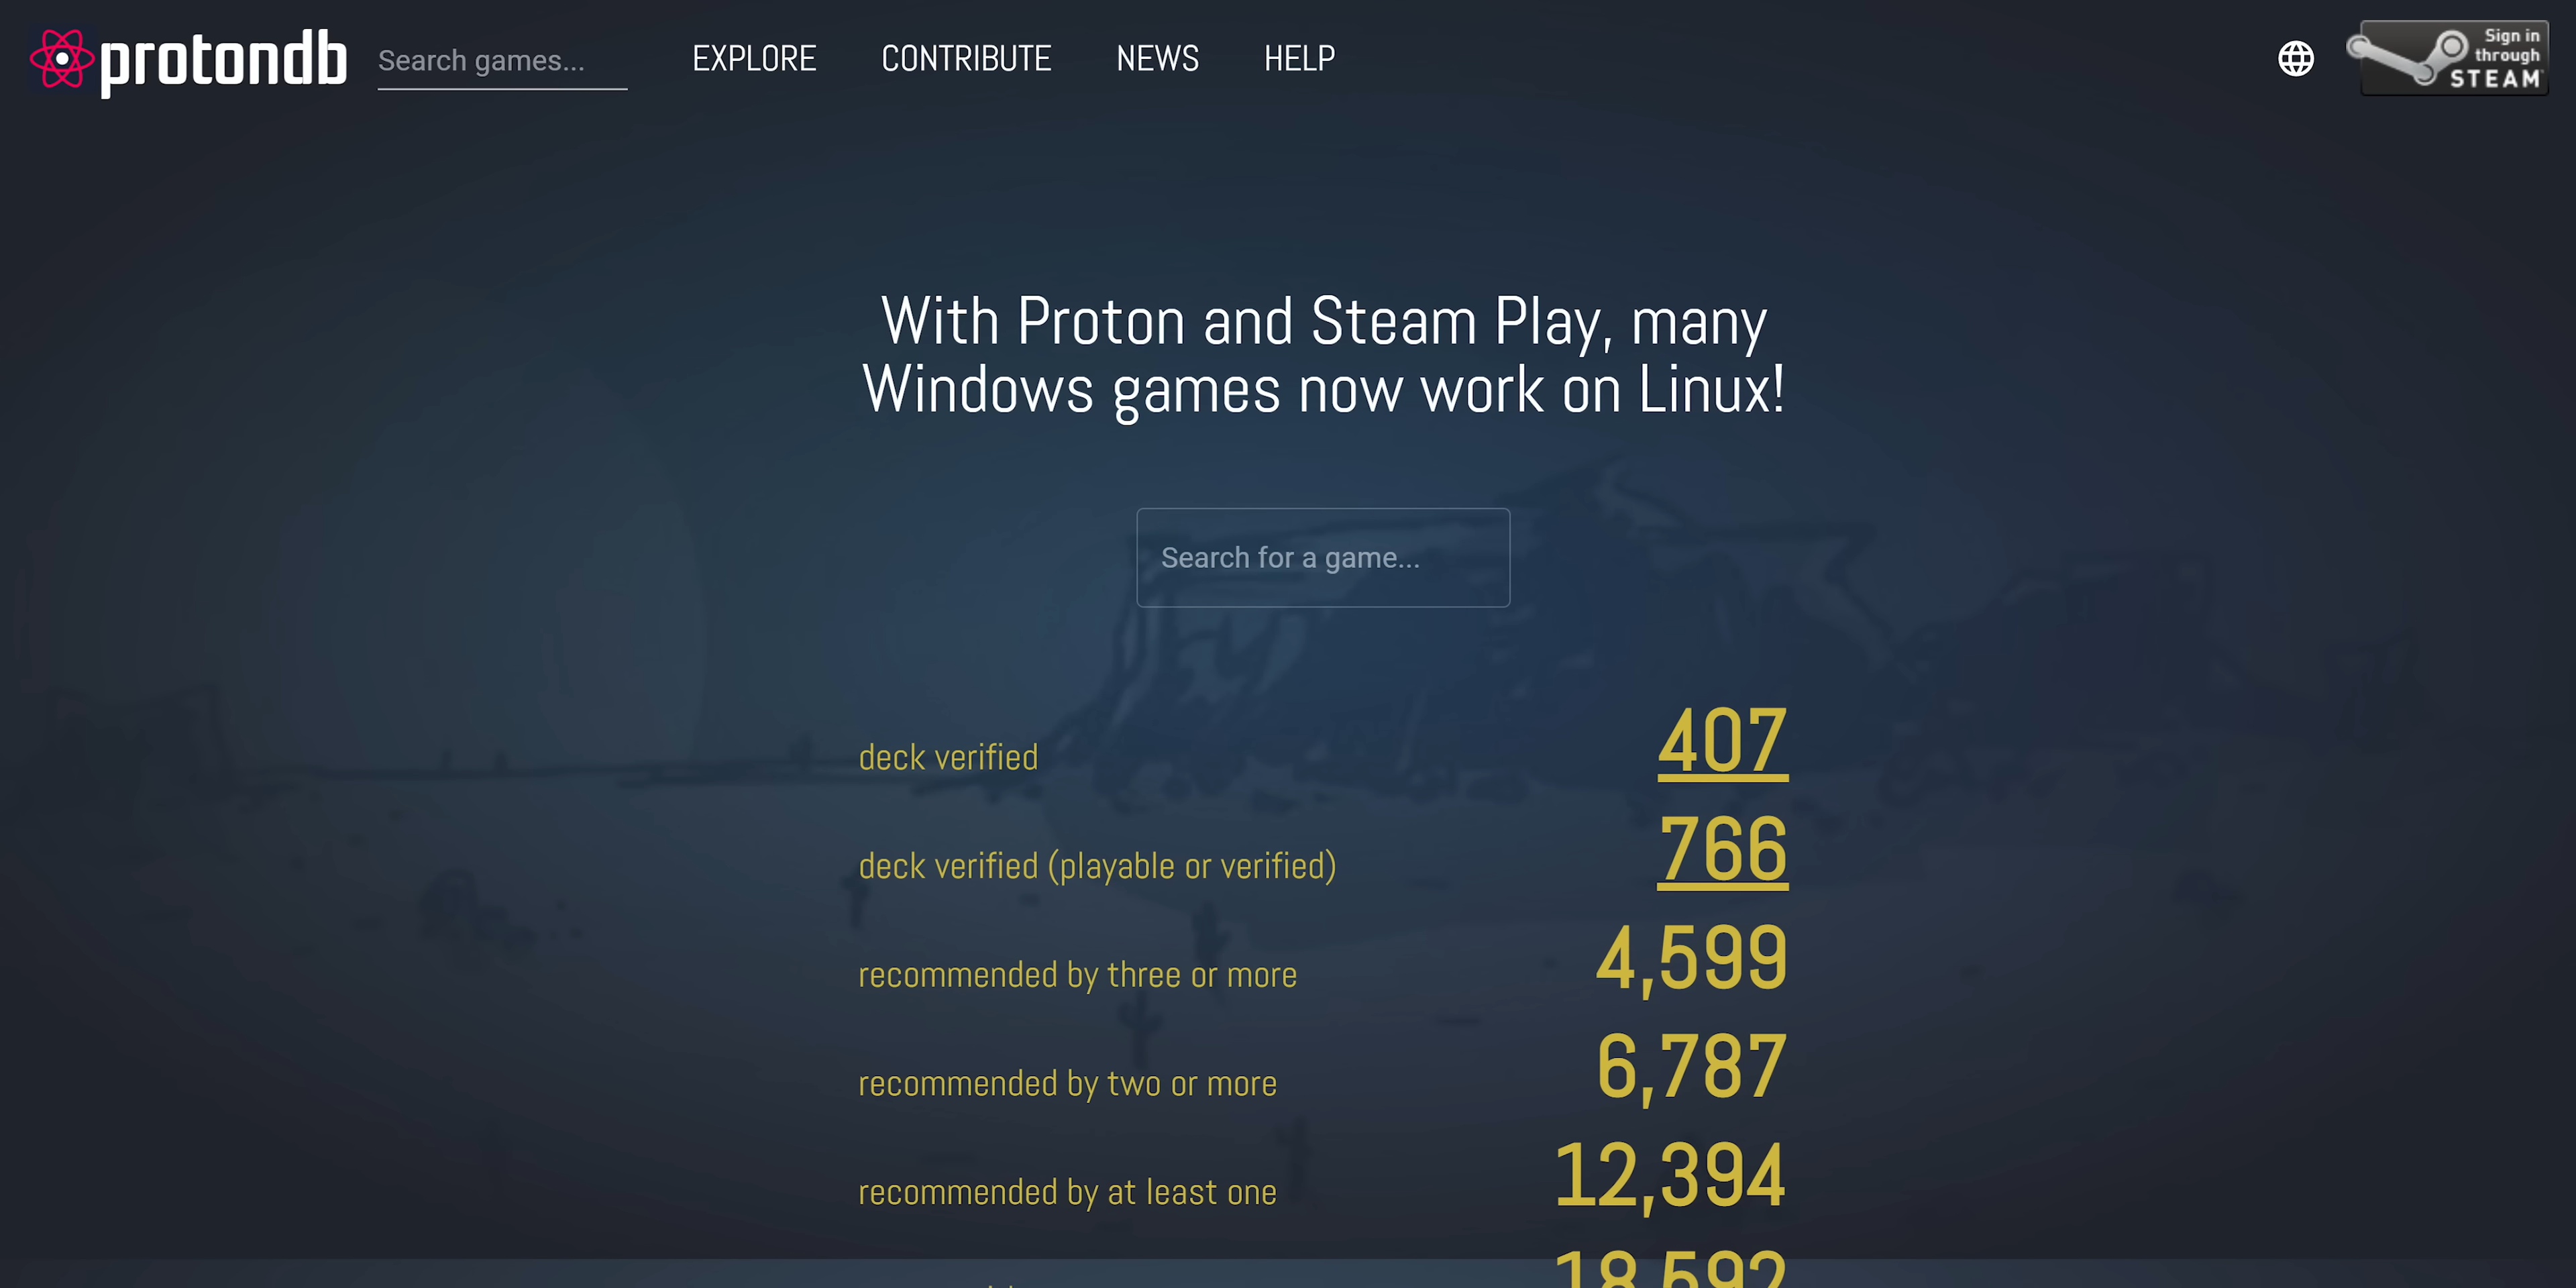 protondb
Search games...
EXPLORE
CONTRIBUTE
NEWS
HELP
Sign in
through
STEAM
With Proton and Steam Play, many
Windows games now work on Linux!
Search for a game...
deck verified 407
deck verified (playable or verified) 766
recommended by three or more 4,599
recommended by two or more 6,787
recommended by at least one 12,394
18,592